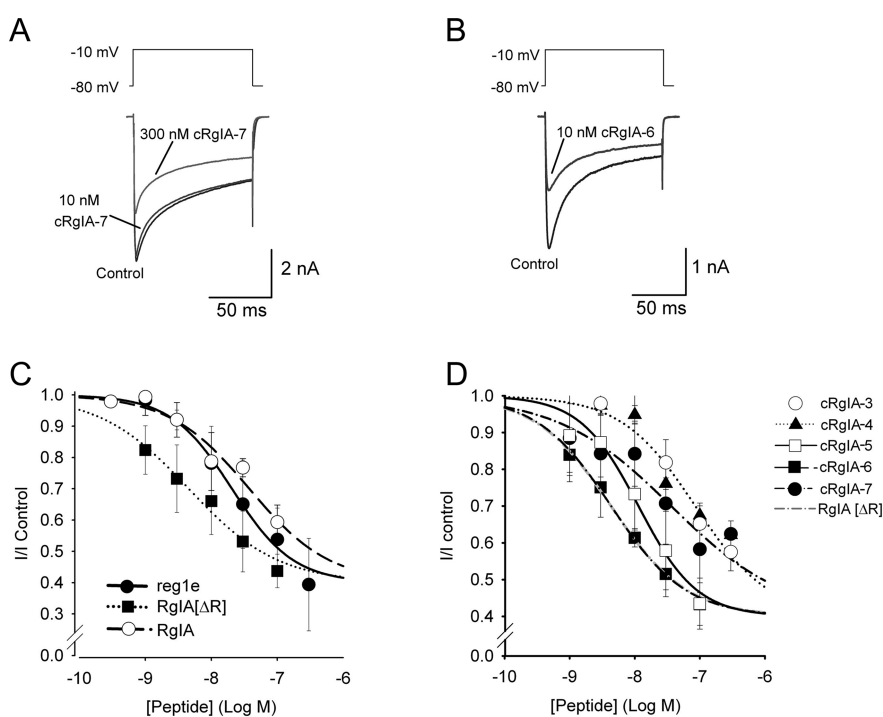 A
-10 mV
-80 mV
300 nM cRgIA-7
10 nM
cRgIA-7
Control
2 nA
50 ms
B
-10 mV
-80 mV
10 nM cRgIA-6
Control
1 nA
50 ms
C
1.0
0.9
0.8
0.7
0.6
0.5
0.4
0.3
0.0
I/I Control
reg1e
RgIA[ΔR]
RgIA
-10
-9
-8
-7
-6
[Peptide] (Log M)
D
1.0
0.9
0.8
0.7
0.6
0.5
0.4
0.0
I/I control
-10
-9
-8
-7
-6
[Peptide] (Log M)
cRgIA-3
cRgIA-4
cRgIA-5
cRgIA-6
cRgIA-7
RgIA [ΔR]